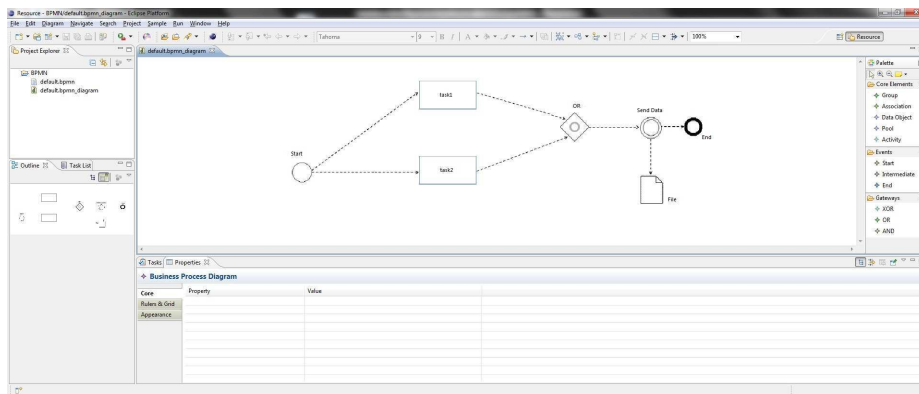 Resource - BPMN/default.bpmn_diagram - Eclipse Platform
File Edit Diagram Navigate Search Project Sample Run Window Help
Tahoma 9 B I A 100% Resource
Project Explorer
BPMN
default.bpmn
default.bpmn_diagram
Outline Task List
default.bpmn_diagram
task1
OR
Send Data
End
Start
task2
File
Palette
Core Elements
Group
Association
Data Object
Pool
Activity
Events
Start
Intermediate
End
Gateways
XOR
OR
AND
Tasks Properties
Business Process Diagram
Core
Rulers & Grid
Appearance
Property Value